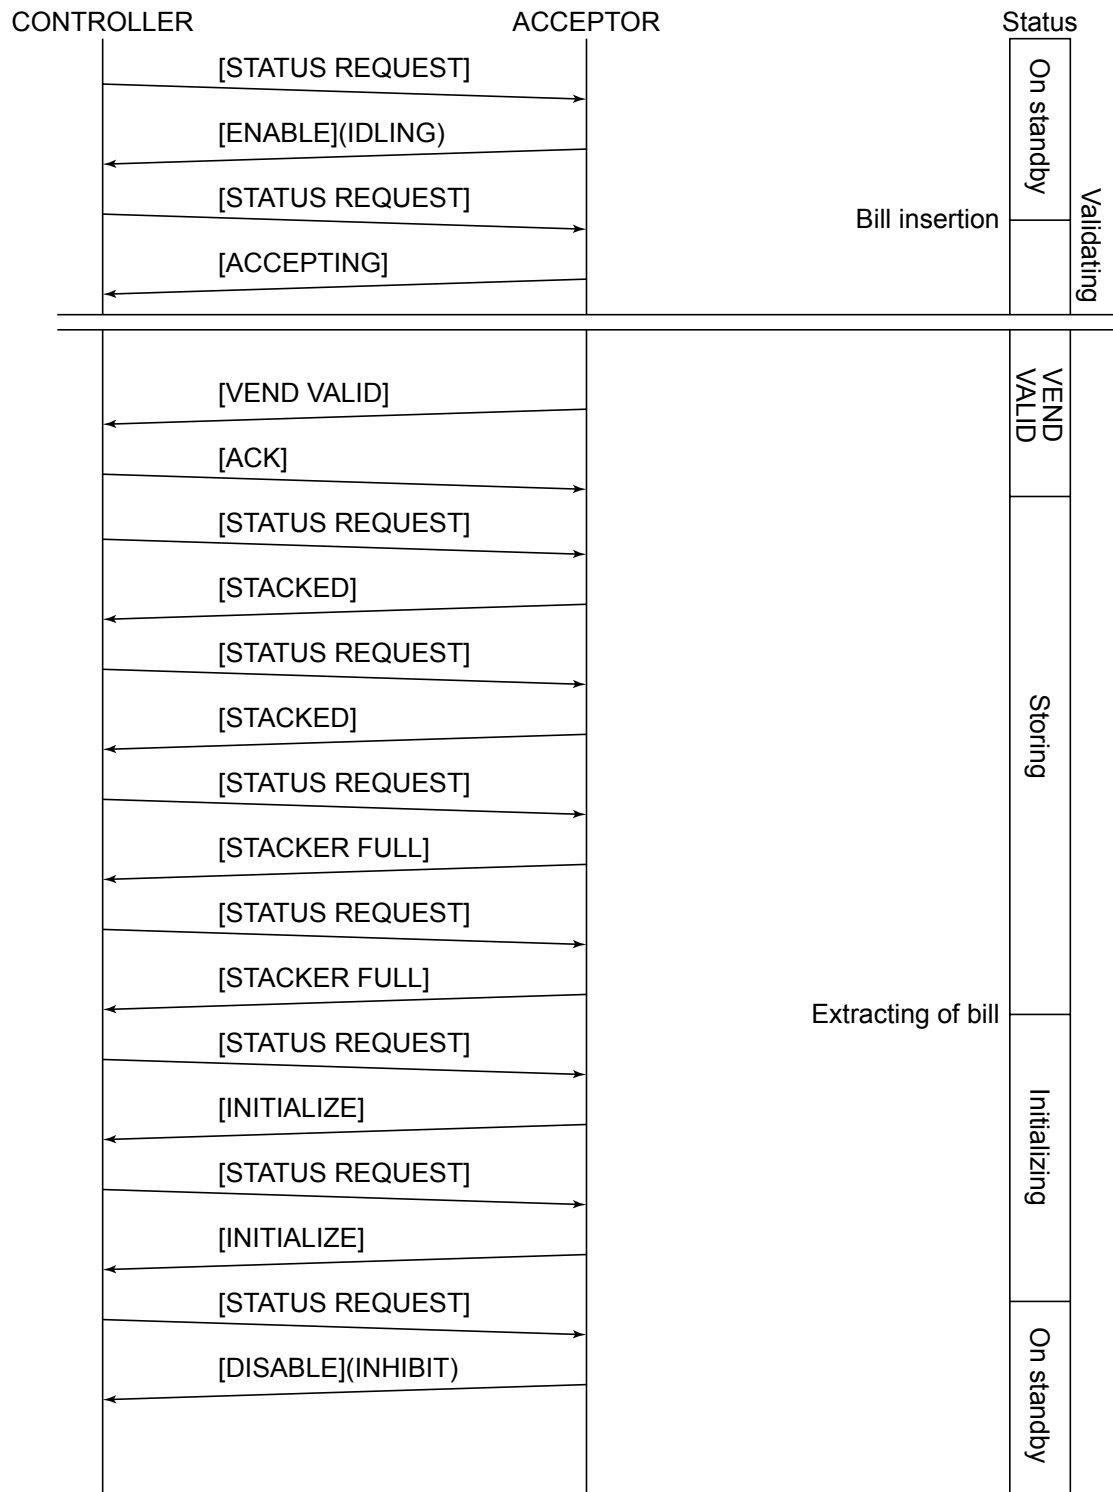 CONTROLLER
ACCEPTOR
Status
[STATUS REQUEST]
On standby
[ENABLE](IDLING)
[STATUS REQUEST]
Bill insertion
Validating
[ACCEPTING]
[VEND VALID]
VEND
VALID
[ACK]
[STATUS REQUEST]
[STACKED]
[STATUS REQUEST]
[STACKED]
Storing
[STATUS REQUEST]
[STACKER FULL]
[STATUS REQUEST]
[STACKER FULL]
Extracting of bill
[STATUS REQUEST]
[INITIALIZE]
Initializing
[STATUS REQUEST]
[INITIALIZE]
[STATUS REQUEST]
[DISABLE](INHIBIT)
On standby